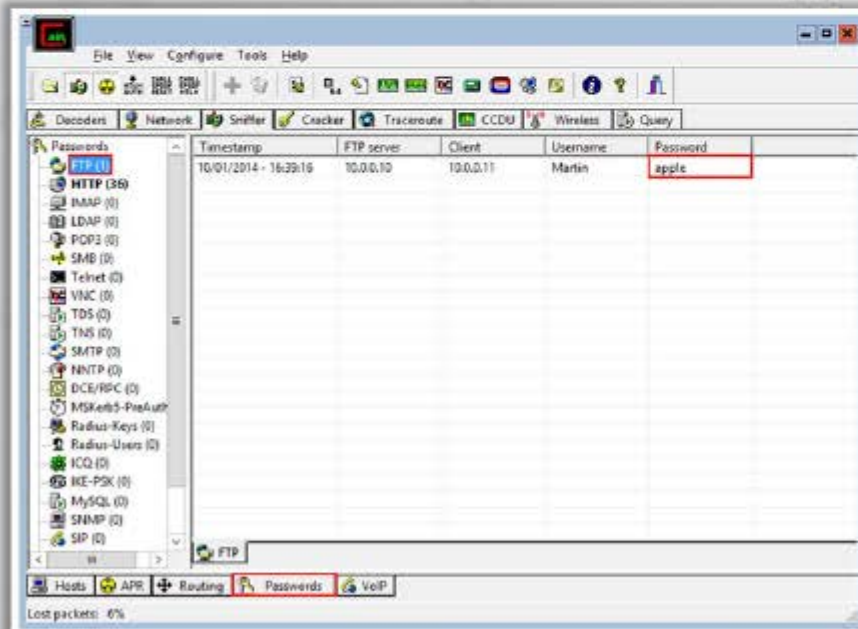 File View Configure Tools Help
Decoders Network Sniffer Cracker Traceroute CCDU Wireless Query
Passwords
FTP (1)
HTTP (36)
IMAP (0)
LDAP (0)
POP3 (0)
SMB (0)
Telnet (0)
VNC (0)
TDS (0)
TNS (0)
SMTP (0)
NNTP (0)
DCE/RPC (0)
MSKerb5-PreAuth
Radius-Keys (0)
Radius-Users (0)
ICQ (0)
IKE-PSK (0)
MySQL (0)
SNMP (0)
SIP (0)
Timestamp FTP server Client Username Password
10/01/2014 - 16:39:16 10.0.0.10 10.0.0.11 Martin apple
FTP
Hosts APR Routing Passwords VoIP
Lost packets: 6%